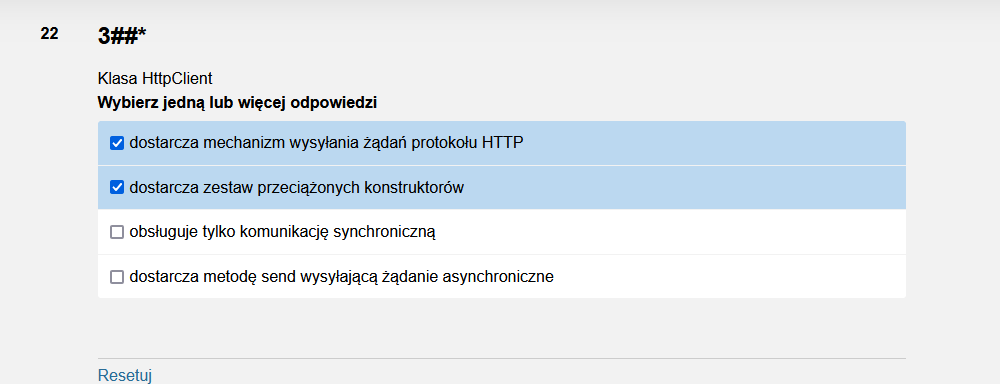 22
3##*
Klasa HttpClient
Wybierz jedną lub więcej odpowiedzi
dostarcza mechanizm wysyłania żądań protokołu HTTP
dostarcza zestaw przeciążonych konstruktorów
obsługuje tylko komunikację synchroniczną
dostarcza metodę send wysyłającą żądanie asynchroniczne
Resetuj